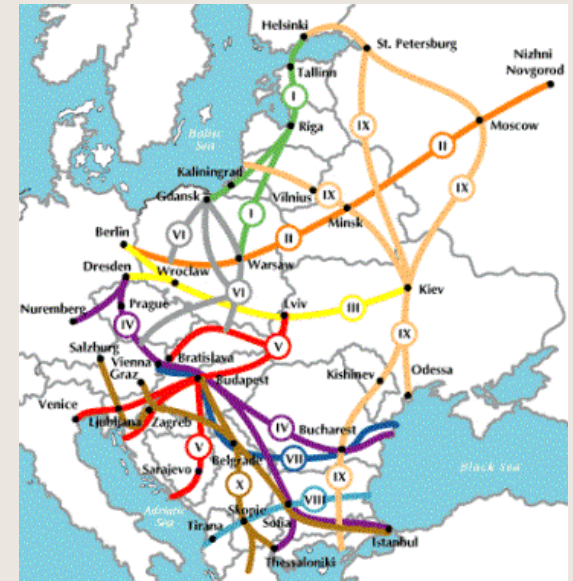 Helsinki
St. Petersburg
Nizhni
Novgorod
Tallinn
I
Riga
IX
II
Moscow
Baltic
Sea
Kaliningrad
Vilnius
IX
IX
Gdansk
I
Minsk
VI
II
Berlin
Warsaw
Dresden
Wroclaw
VI
Kiev
Nuremberg
Prague
Lviv
III
IV
IX
Salzburg
Vienna
Bratislava
V
Graz
Budapest
Kishinev
Odessa
Venice
Ljubljana
Zagreb
IV
Bucharest
V
Belgrade
VII
Sarajevo
Black Sea
X
IX
Adriatic
Sea
Skopje
VIII
Tirana
Sofia
Istanbul
Thessaloniki